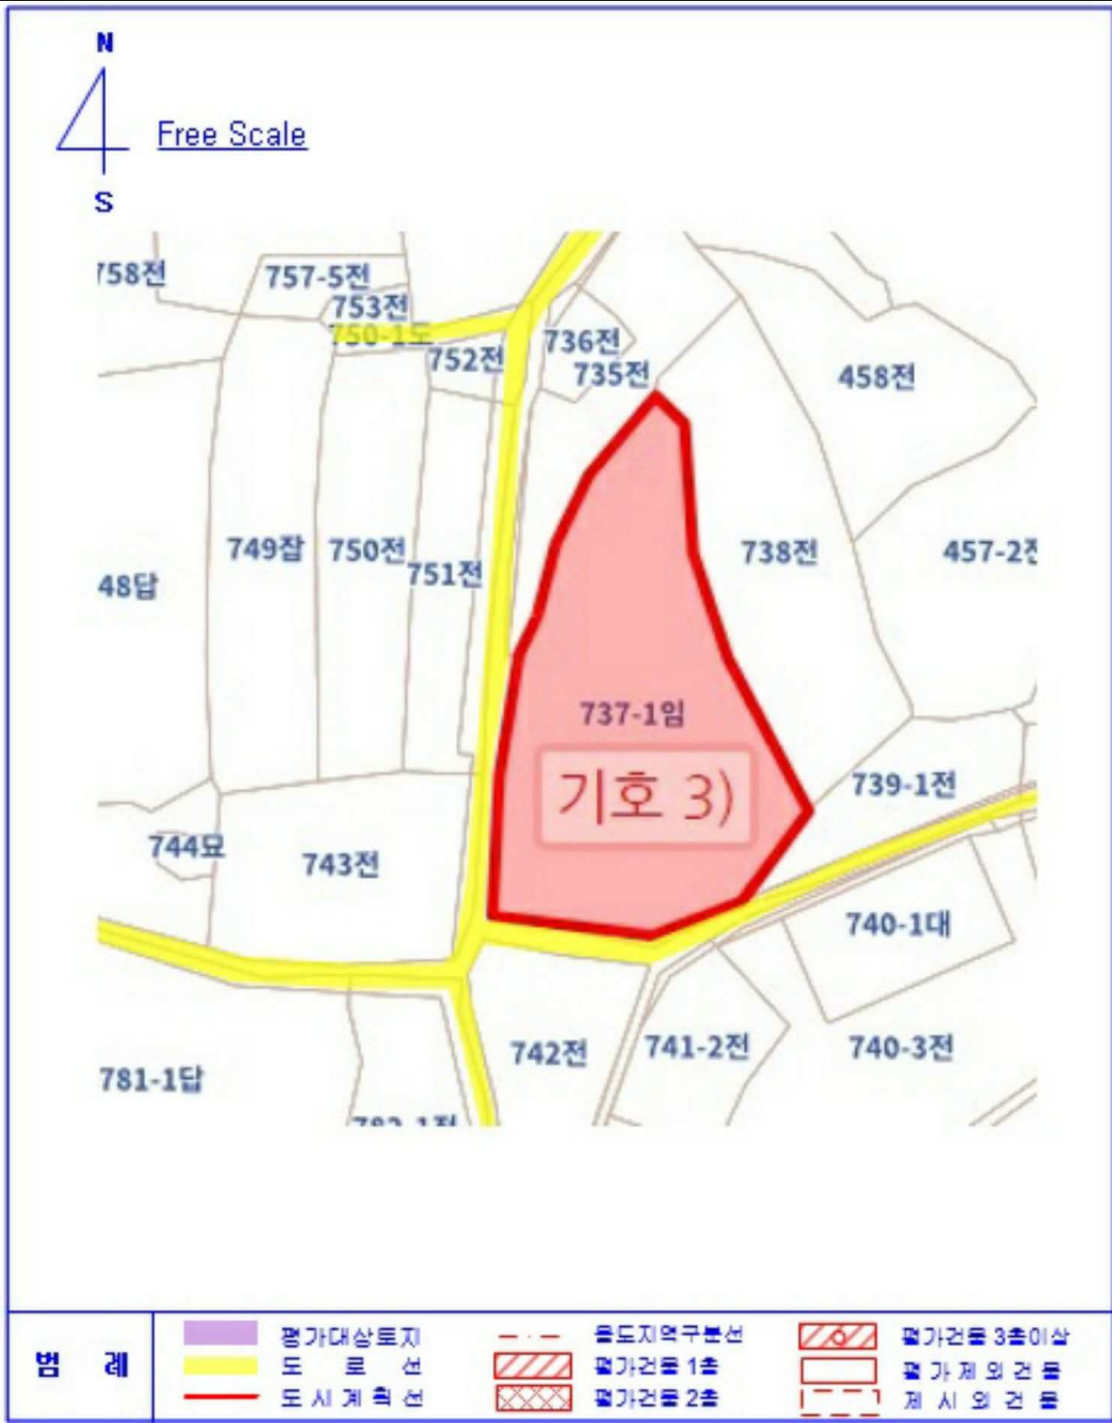 N
Free Scale
S
758전
757-5전
753전
750-1도
752전
736전
735전
458전
749잡
750전
751전
738전
457-2전
48답
737-1임
기호 3)
739-1전
744묘
743전
740-1대
742전
741-2전
740-3전
781-1답
782-1전
범 례
평가대상토지
용도지역구분선
평가건물 3층이상
도 로 선
평가건물 1층
평가제외건물
도시계획선
평가건물 2층
제시외건물